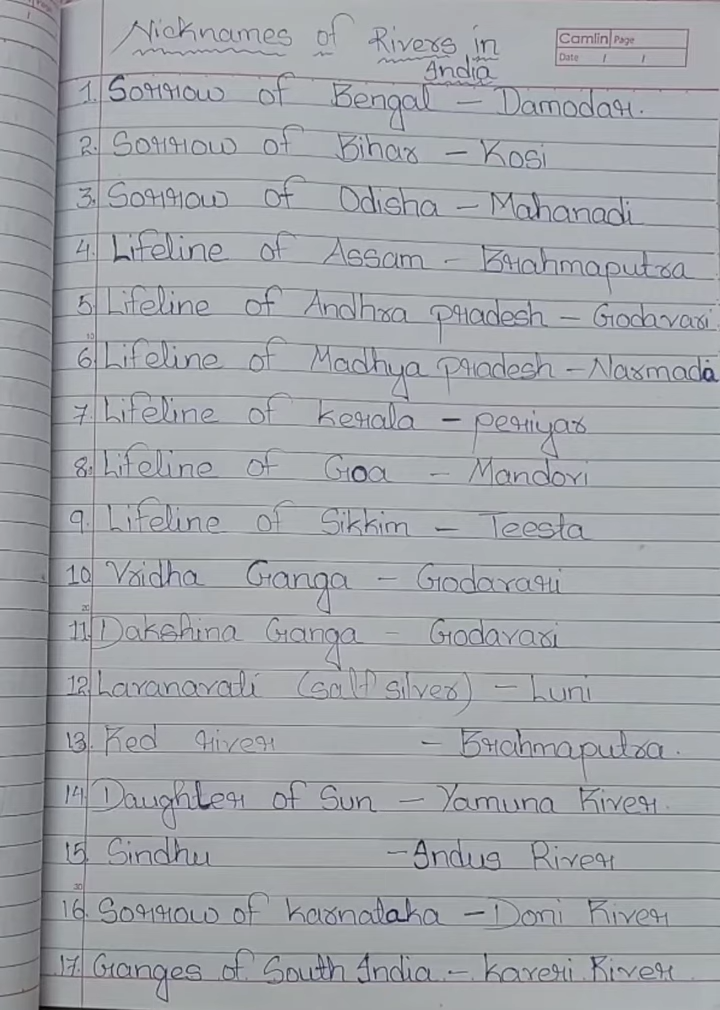 Nicknames of Rivers in
India
Camlin Page
Date / /
1. Sorrow of Bengal - Damodar.
2. Sorrow of Bihar - Kosi
3. Sorrow of Odisha - Mahanadi
4. Lifeline of Assam - Brahmaputra
5. Lifeline of Andhra pradesh - Godavari
6. Lifeline of Madhya pradesh - Narmada
7. Lifeline of kerala - periyar
8. Lifeline of Goa - Mandovi
9. Lifeline of Sikkim - Teesta
10 Vridha Ganga - Godavari
11. Dakshina Ganga - Godavari
12. Lavanavati (salt silver) - Luni
13. Red river - Brahmaputra.
14. Daughter of Sun - Yamuna River.
15. Sindhu - Indus River
16. Sorrow of karnataka - Doni River
17. Ganges of South India - kaveri River